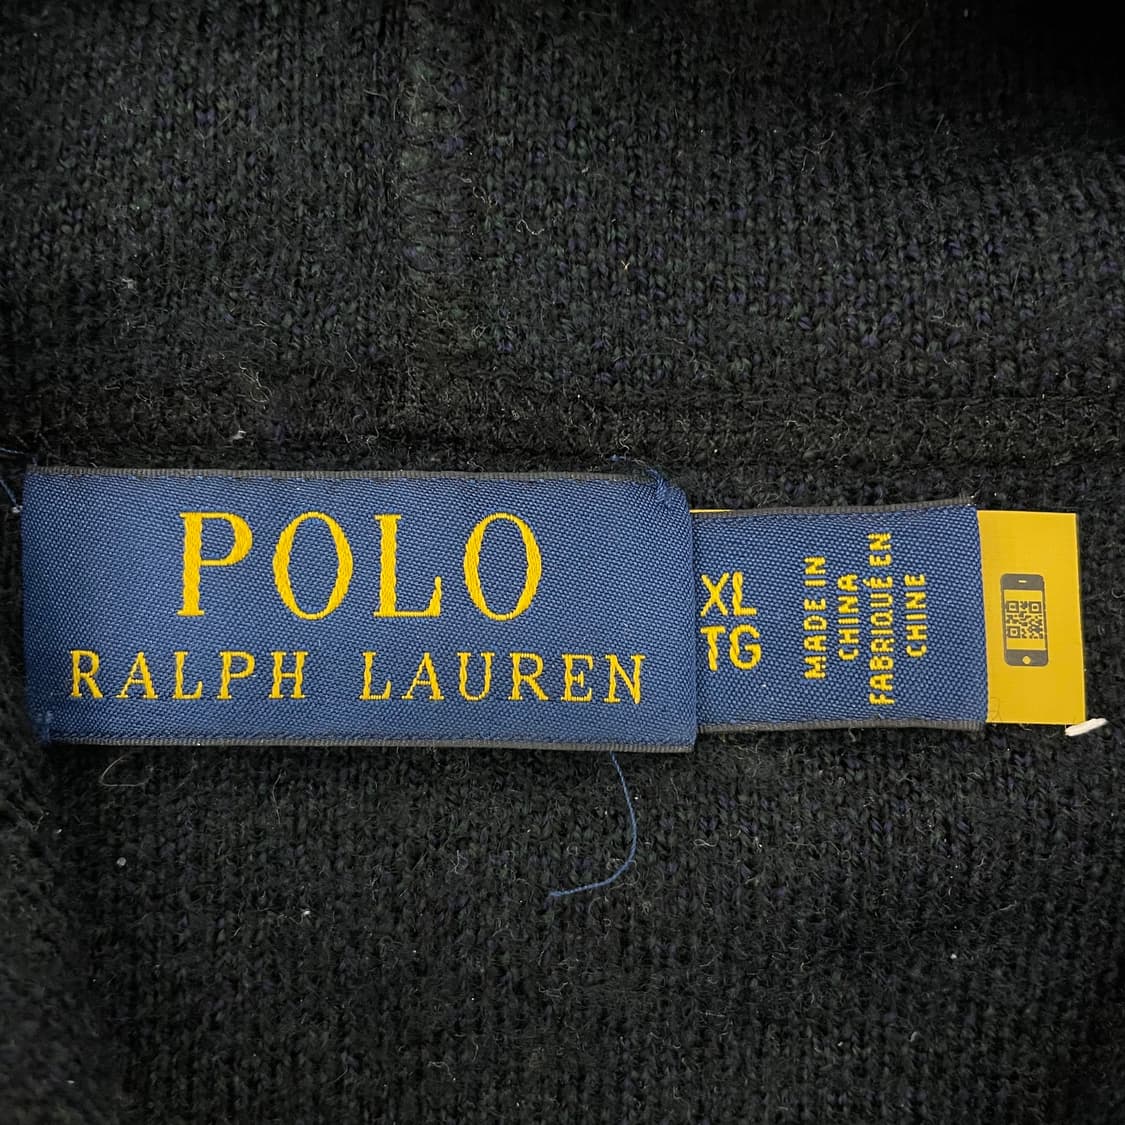 POLO
RALPH LAUREN
XL
TG
MADE IN
CHINA
FABRIQUÉ EN
CHINE